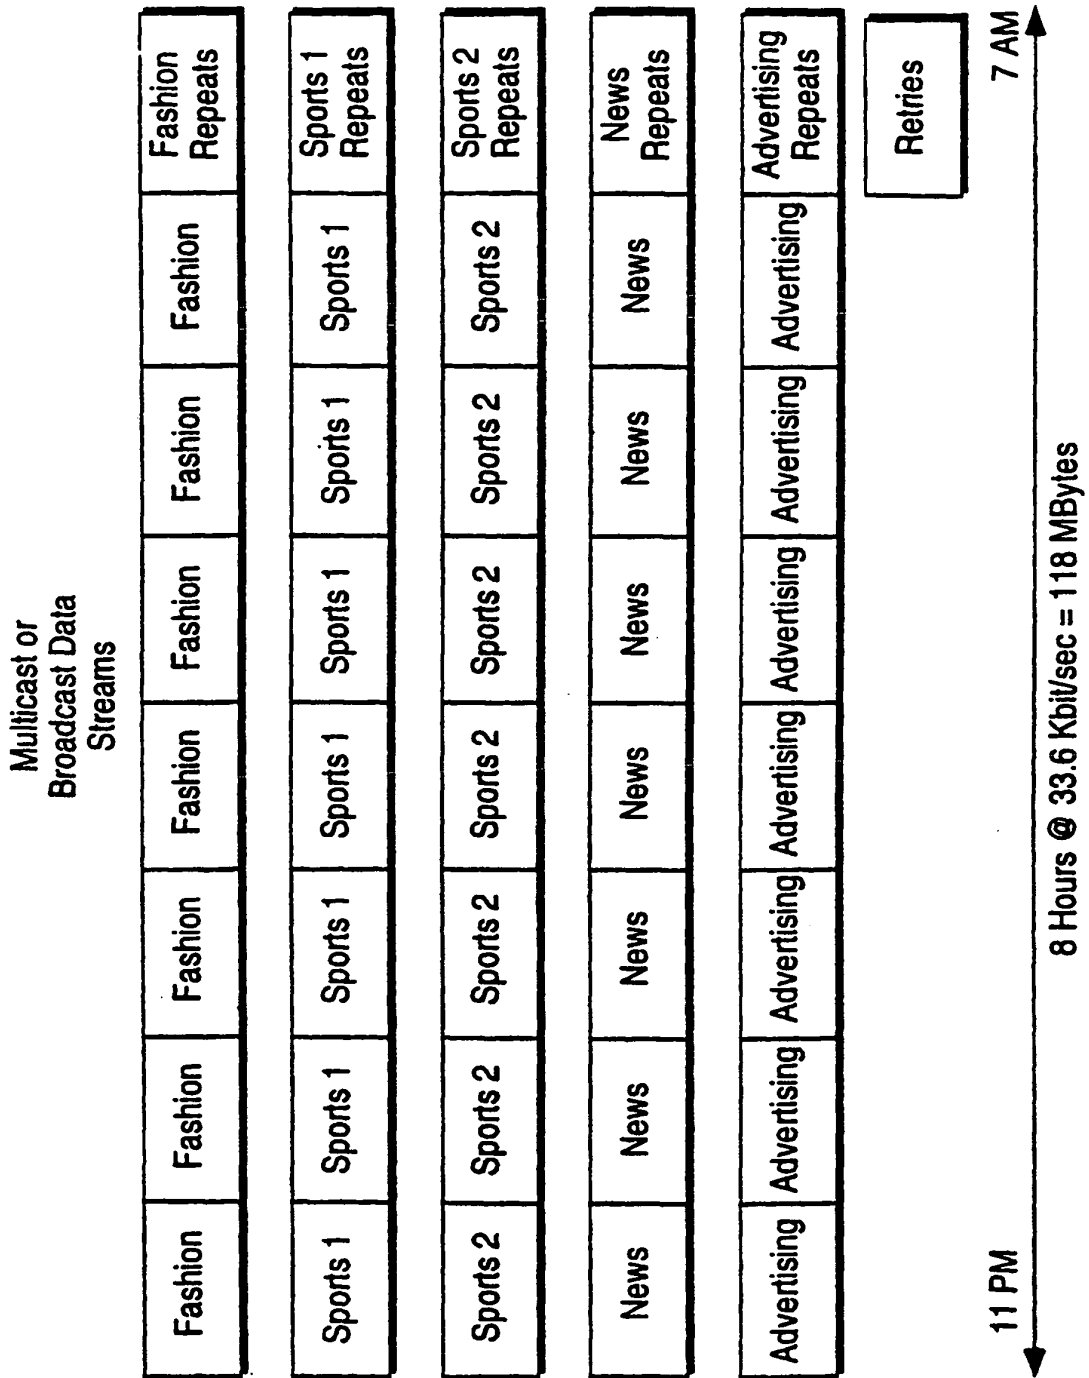 Multicast or
Broadcast Data
Streams
Fashion
Fashion
Fashion
Fashion
Fashion
Fashion
Fashion
Fashion
Repeats
Sports 1
Sports 1
Sports 1
Sports 1
Sports 1
Sports 1
Sports 1
Sports 1
Repeats
Sports 2
Sports 2
Sports 2
Sports 2
Sports 2
Sports 2
Sports 2
Sports 2
Repeats
News
News
News
News
News
News
News
News
Repeats
Advertising
Advertising
Advertising
Advertising
Advertising
Advertising
Advertising
Advertising
Repeats
Retries
11 PM
7 AM
8 Hours @ 33.6 Kbit/sec = 118 MBytes